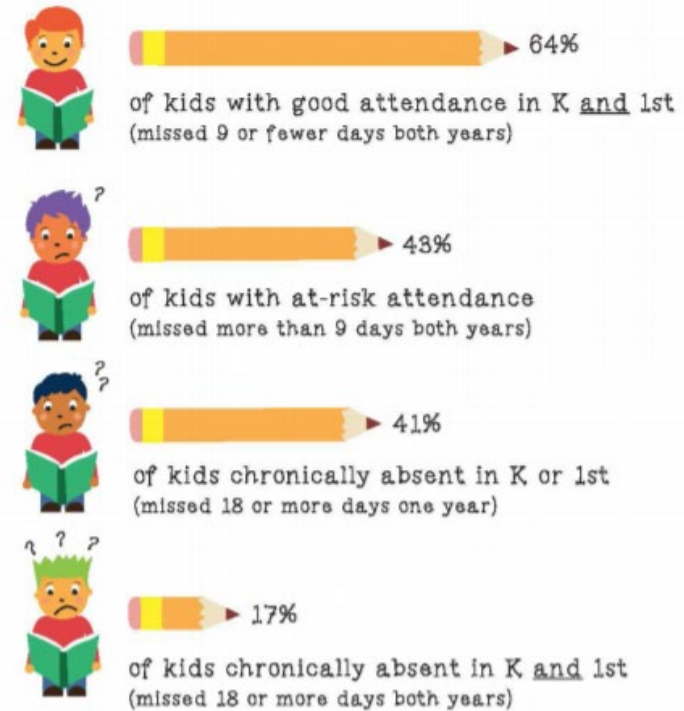 64%
of kids with good attendance in K and 1st
(missed 9 or fewer days both years)
?
43%
of kids with at-risk attendance
(missed more than 9 days both years)
?
?
41%
of kids chronically absent in K or 1st
(missed 18 or more days one year)
? ? ?
17%
of kids chronically absent in K and 1st
(missed 18 or more days both years)